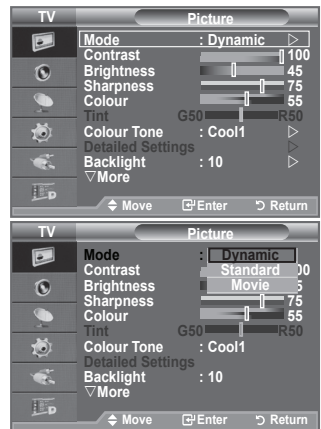 TV Picture
Mode : Dynamic ▷
Contrast 100
Brightness 45
Sharpness 75
Colour 55
Tint G50 R50
Colour Tone : Cool1 ▷
Detailed Settings ▷
Backlight : 10 ▷
▽More
Move Enter Return
TV Picture
Mode : Dynamic
Contrast Standard 00
Brightness Movie 5
Sharpness 75
Colour 55
Tint G50 R50
Colour Tone : Cool1
Detailed Settings
Backlight : 10
▽More
Move Enter Return